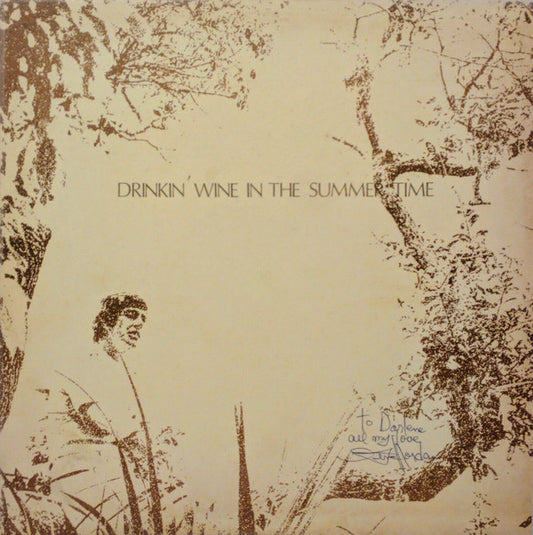 DRINKIN' WINE IN THE SUMMER TIME
to Darlene
all my love,